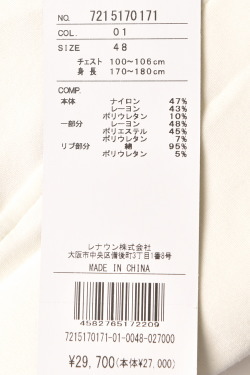 NO. 7215170171
COL. 01
SIZE 48
チェスト 100～106cm
身 長 170～180cm
COMP.
本体 ナイロン 47%
レーヨン 43%
ポリウレタン 10%
一部分 レーヨン 48%
ポリエステル 45%
ポリウレタン 7%
リブ部分 綿 95%
ポリウレタン 5%
レナウン株式会社
大阪市中央区備後町3丁目1番8号
MADE IN CHINA
4582765172209
7215170171-01-0048-027000
¥29,700(本体¥27,000)